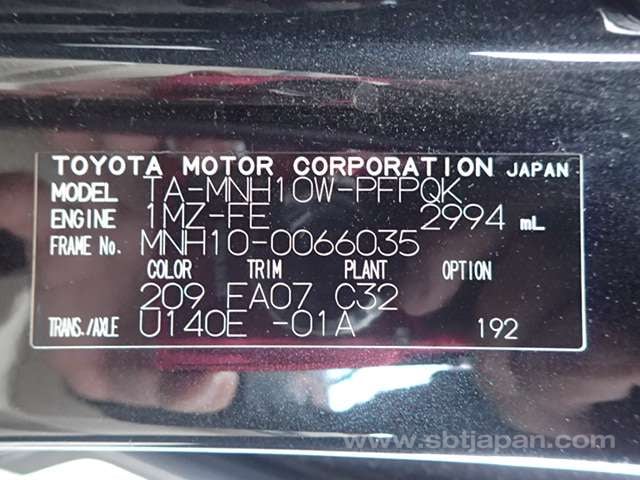 TOYOTA MOTOR CORPORATION JAPAN
MODEL TA-MNH10W-PFPQK
ENGINE 1MZ-FE 2994 mL
FRAME No. MNH10-0066035
COLOR TRIM PLANT OPTION
209 FA07 C32
TRANS./AXLE U140E -01A 192
www.sbtjapan.com